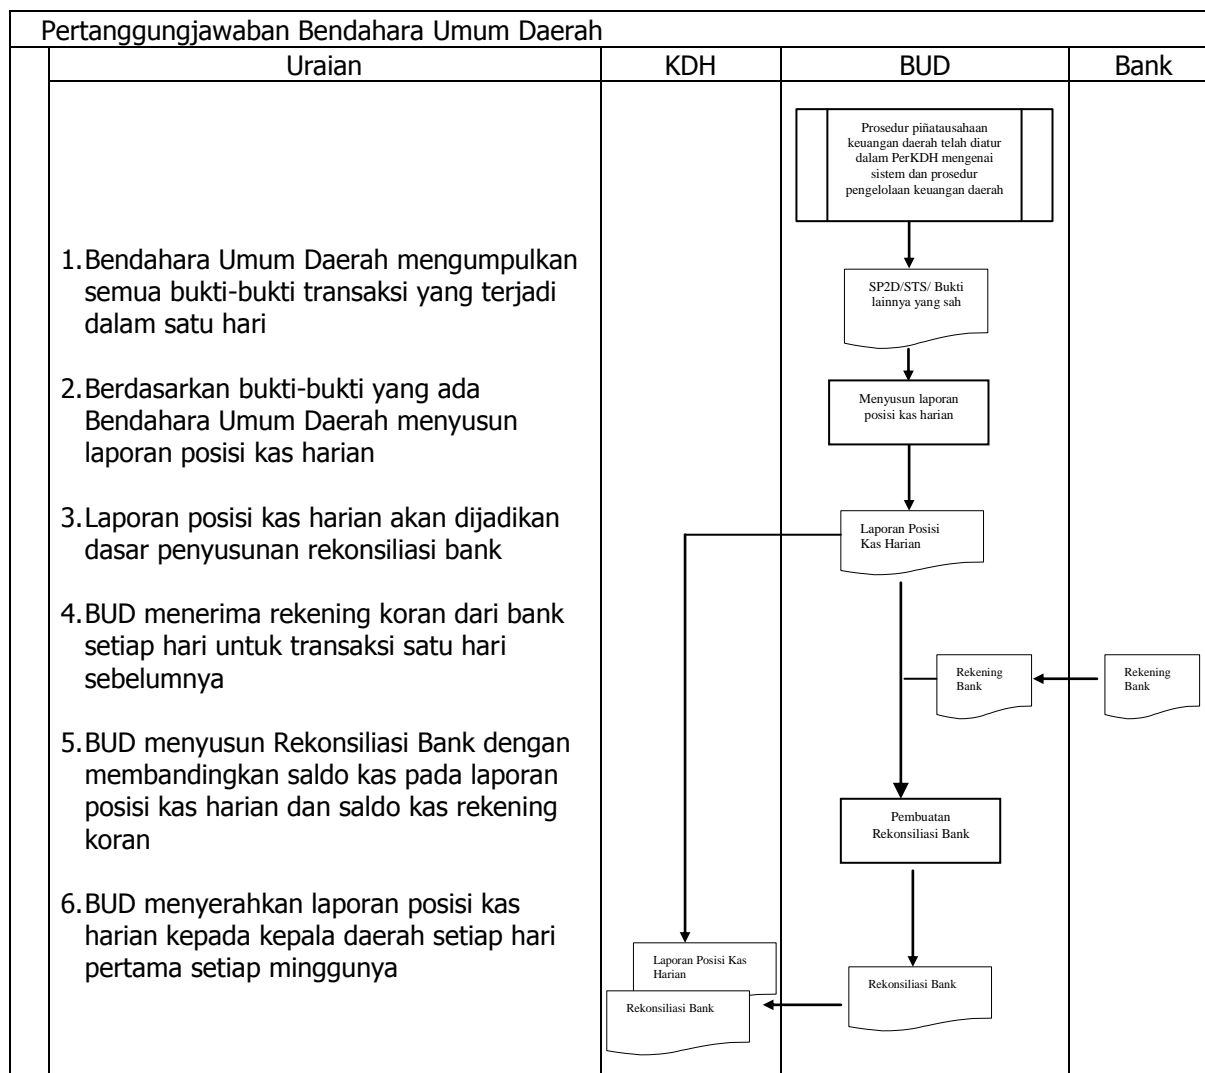 Pertanggungjawaban Bendahara Umum Daerah
Uraian
KDH
BUD
Bank
1.Bendahara Umum Daerah mengumpulkan
semua bukti-bukti transaksi yang terjadi
dalam satu hari
2.Berdasarkan bukti-bukti yang ada
Bendahara Umum Daerah menyusun
laporan posisi kas harian
3.Laporan posisi kas harian akan dijadikan
dasar penyusunan rekonsiliasi bank
4.BUD menerima rekening koran dari bank
setiap hari untuk transaksi satu hari
sebelumnya
5.BUD menyusun Rekonsiliasi Bank dengan
membandingkan saldo kas pada laporan
posisi kas harian dan saldo kas rekening
koran
6.BUD menyerahkan laporan posisi kas
harian kepada kepala daerah setiap hari
pertama setiap minggunya
Prosedur piñatausahaan
keuangan daerah telah diatur
dalam PerKDH mengenai
sistem dan prosedur
pengelolaan keuangan daerah
SP2D/STS/ Bukti
lainnya yang sah
Menyusun laporan
posisi kas harian
Laporan Posisi
Kas Harian
Rekening
Bank
Rekening
Bank
Pembuatan
Rekonsiliasi Bank
Laporan Posisi Kas
Harian
Rekonsiliasi Bank
Rekonsiliasi Bank